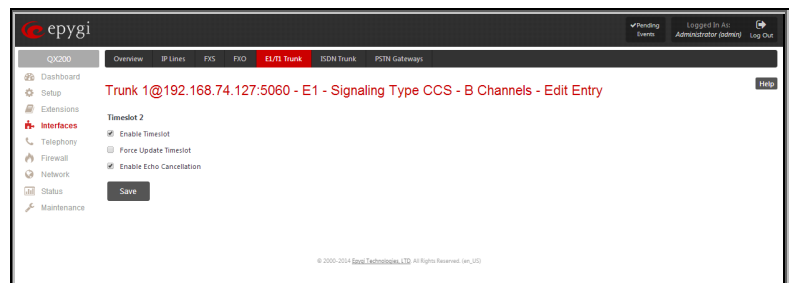 epygi
Pending Events
Logged In As:
Administrator (admin)
Log Out
QX200
Overview IP Lines FXS FXO E1/T1 Trunk ISDN Trunk PSTN Gateways
Dashboard
Setup
Extensions
Interfaces
Telephony
Firewall
Network
Status
Maintenance
Trunk 1@192.168.74.127:5060 - E1 - Signaling Type CCS - B Channels - Edit Entry
Help
Timeslot 2
Enable Timeslot
Force Update Timeslot
Enable Echo Cancellation
Save
© 2000-2014 Epygi Technologies, LTD. All Rights Reserved. (en_US)